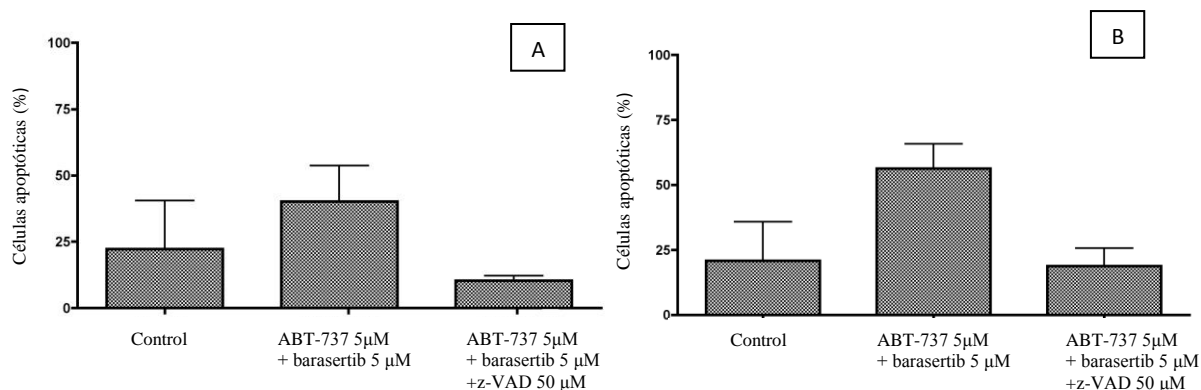 A
Células apoptóticas (%)
100
75
50
25
0
Control
ABT-737 5μM
+ barasertib 5 μM
ABT-737 5μM
+ barasertib 5 μM
+z-VAD 50 μM
B
Células apoptóticas (%)
100
75
50
25
0
Control
ABT-737 5μM
+ barasertib 5 μM
ABT-737 5μM
+ barasertib 5 μM
+z-VAD 50 μM